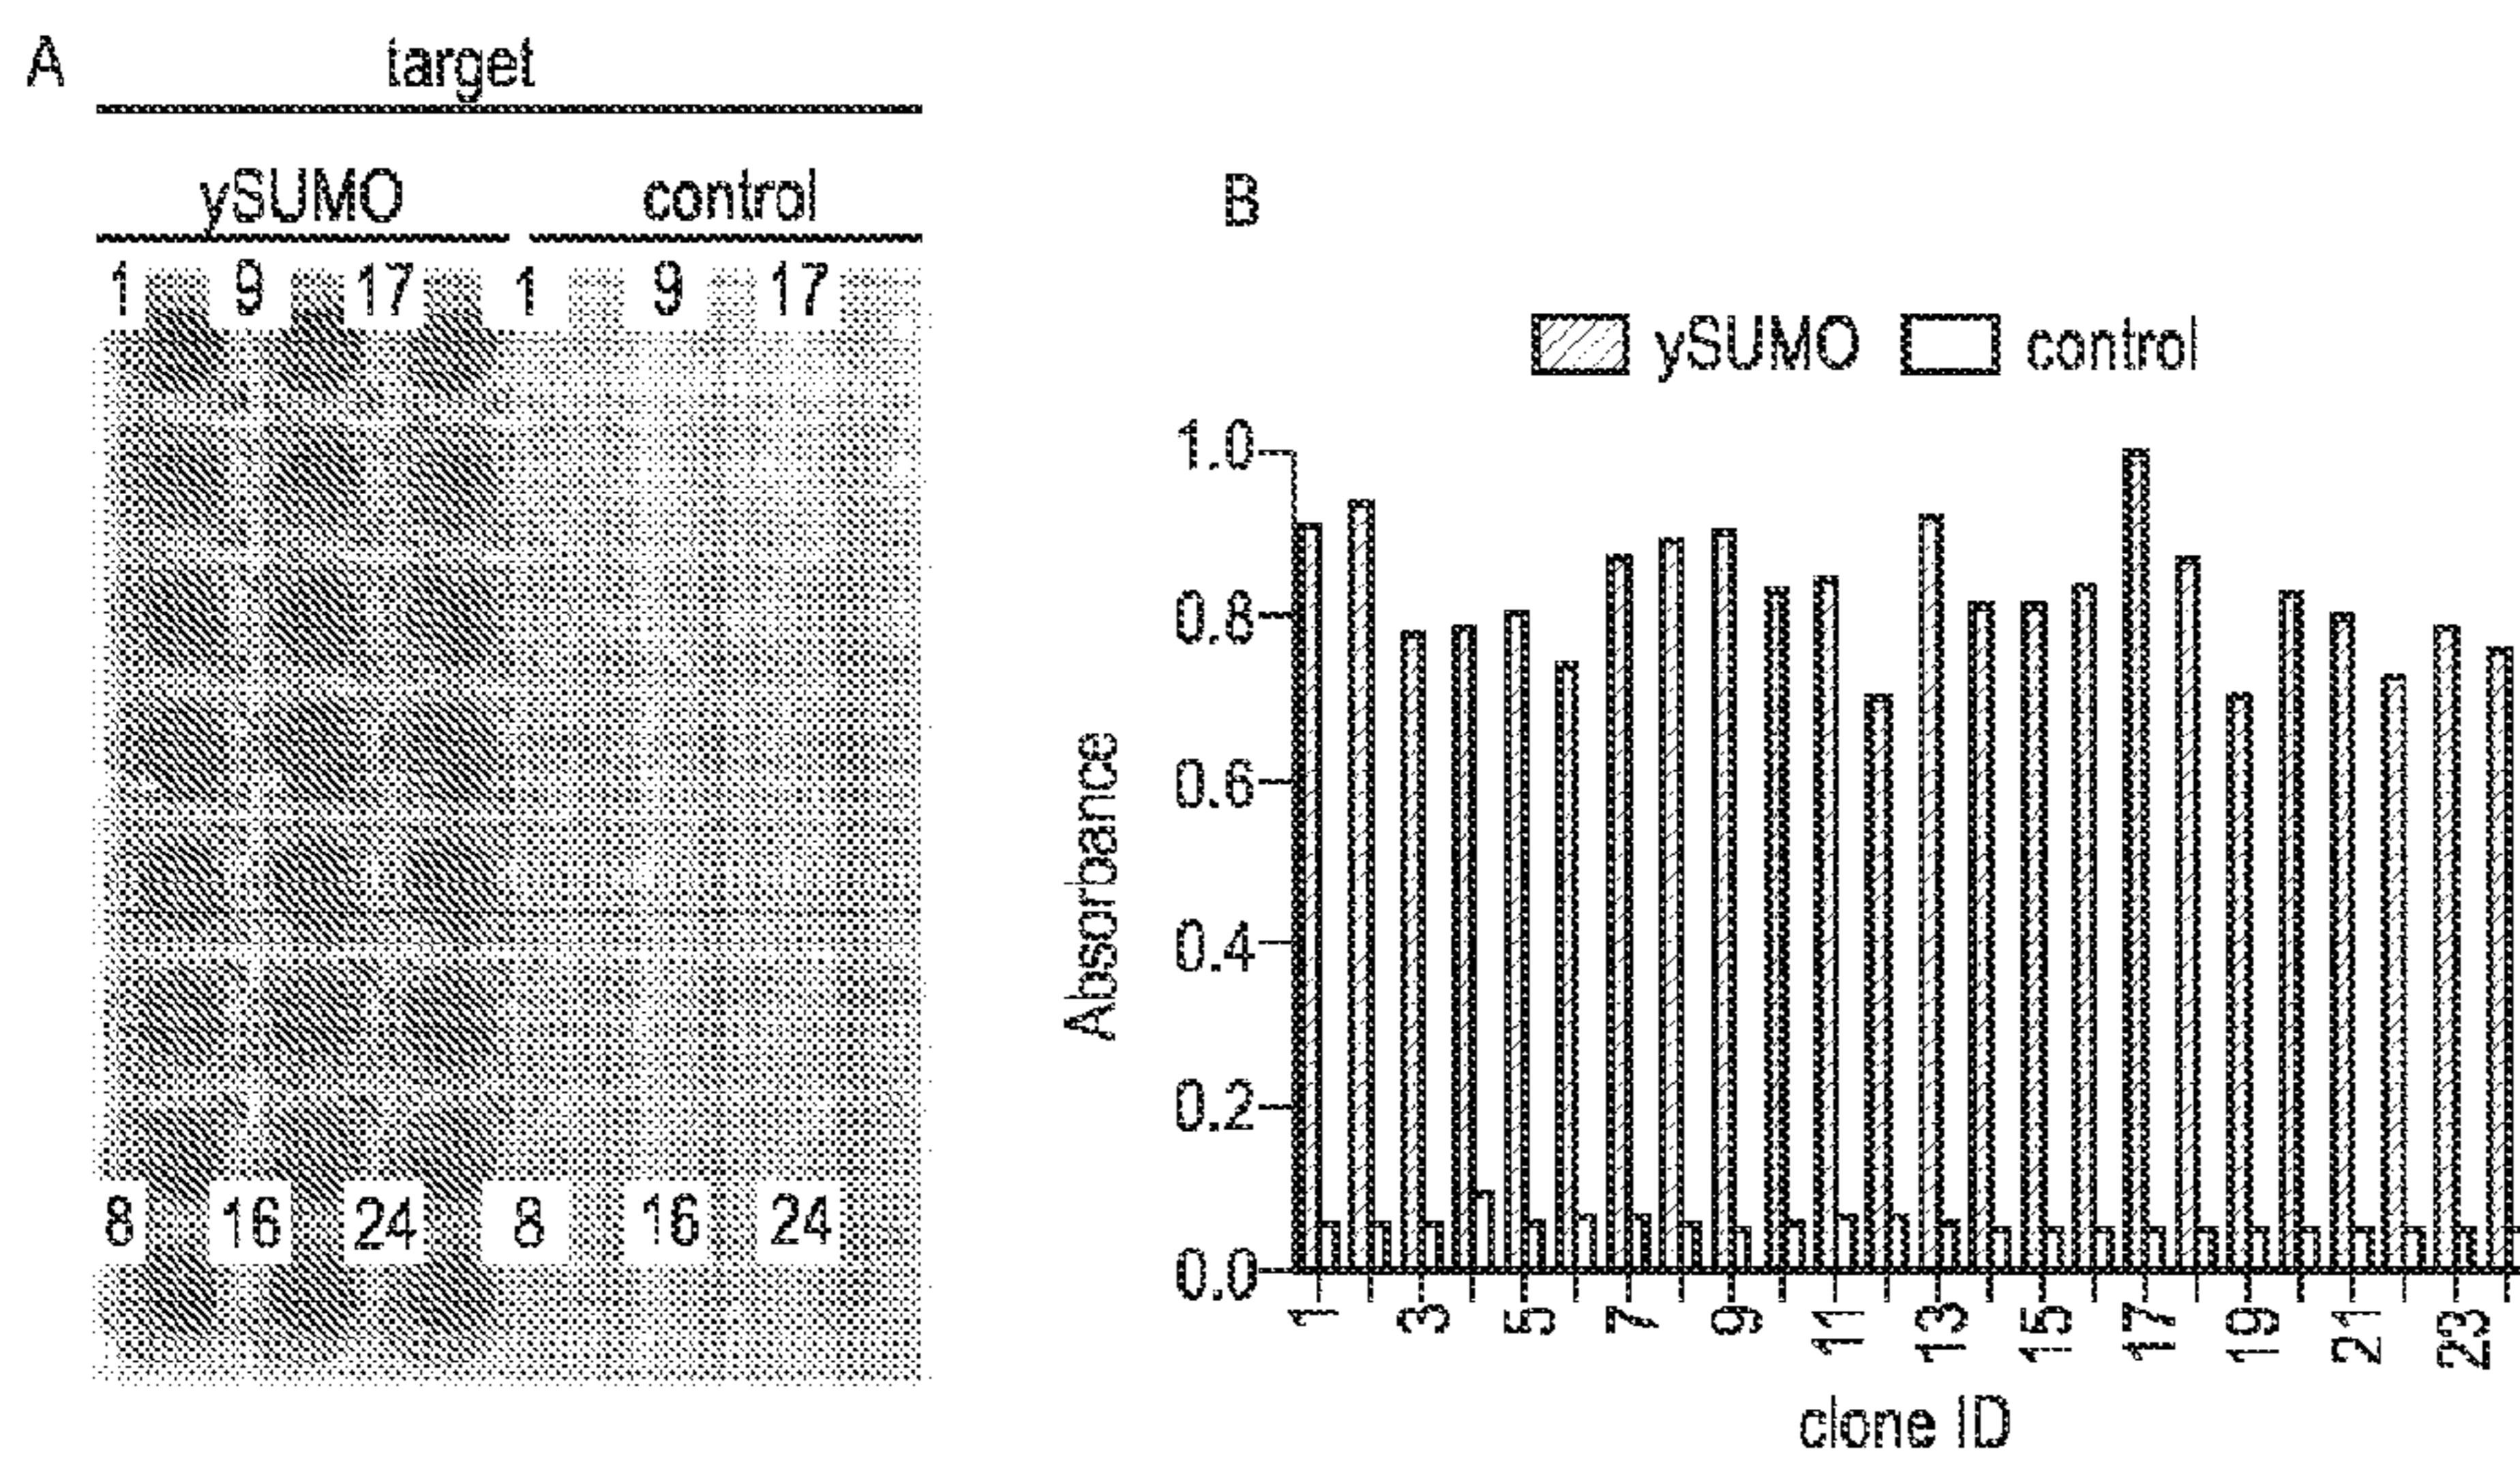 A
target
ySUMO control
1 9 17 1 9 17
8 16 24 8 16 24
B
ySUMO control
1.0
0.8
0.6
0.4
0.2
0.0
Absorbance
1 3 5 7 9 11 13 15 17 19 21 23
clone ID